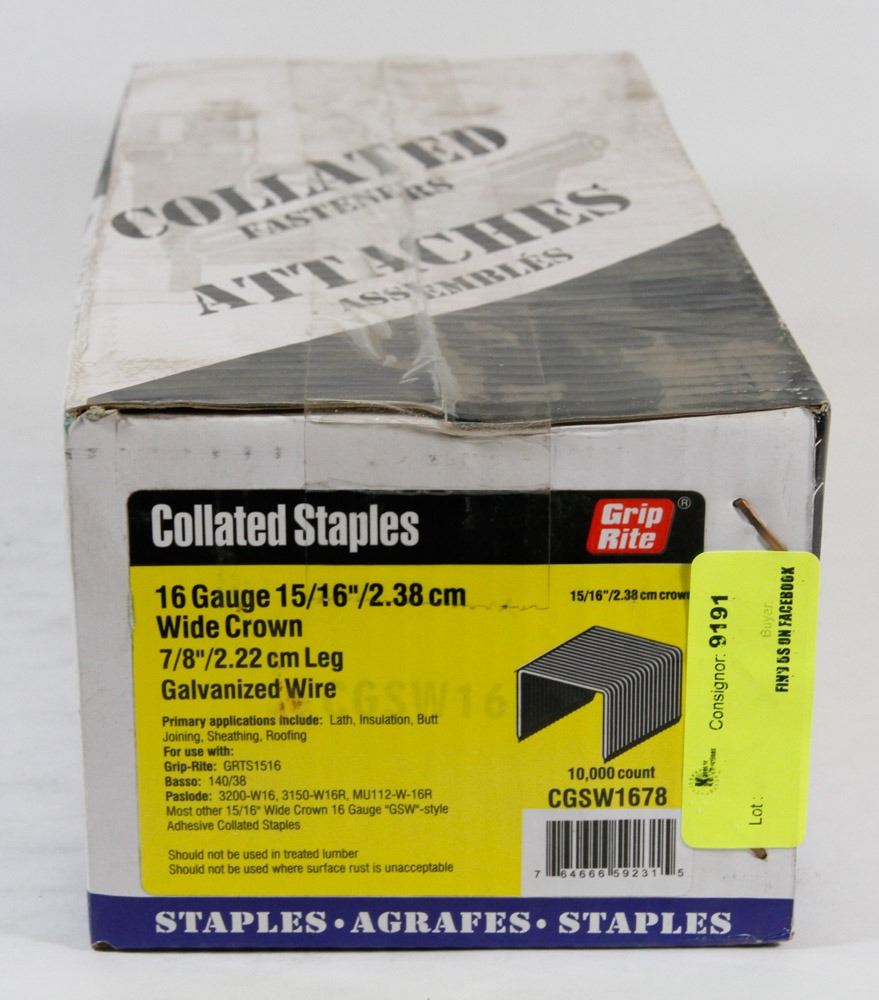 COLLATED
FASTENERS
ATTACHES
ASSEMBLÉS
Collated Staples
Grip Rite ®
16 Gauge 15/16"/2.38 cm
Wide Crown
7/8"/2.22 cm Leg
Galvanized Wire
15/16"/2.38 cm crown
CGSW16
Primary applications include: Lath, Insulation, Butt
Joining, Sheathing, Roofing
For use with:
Grip-Rite: GRTS1516
Basso: 140/38
Paslode: 3200-W16, 3150-W16R, MU112-W-16R
Most other 15/16" Wide Crown 16 Gauge "GSW"-style
Adhesive Collated Staples
Should not be used in treated lumber
Should not be used where surface rust is unacceptable
10,000 count
CGSW1678
7 64666 59231 5
Lot:
Consignor: 9191
Buyer:
FIND US ON FACEBOOK
STAPLES • AGRAFES • STAPLES